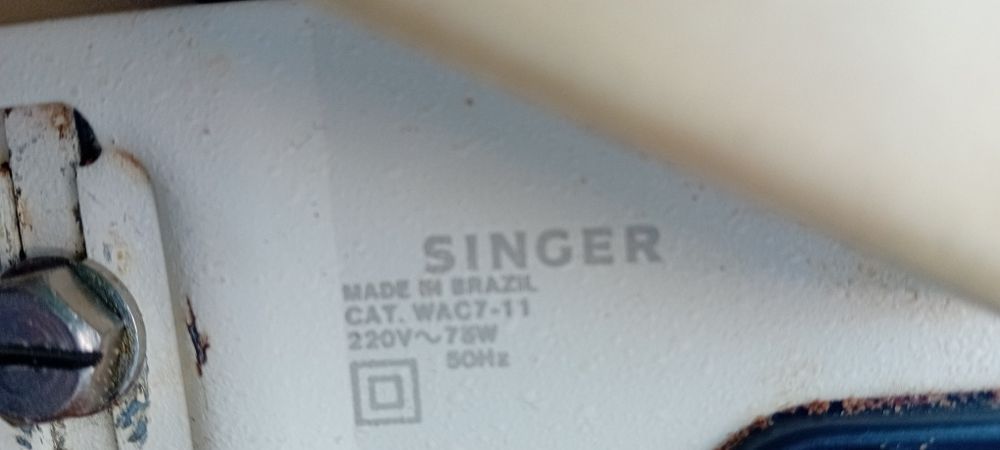 SINGER
MADE IN BRAZIL
CAT. WAC7-11
220V~75W
50Hz